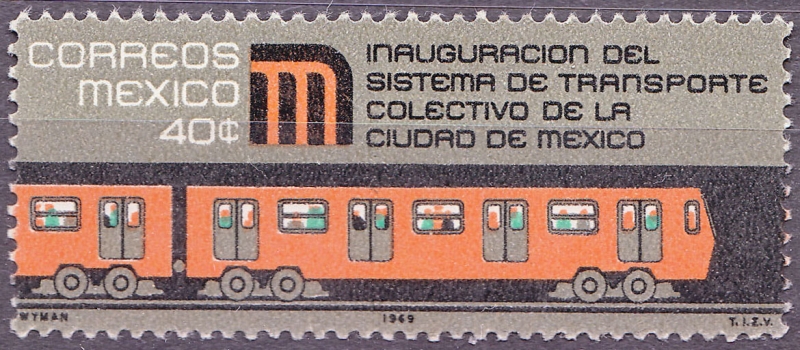 CORREOS
MEXICO
40¢
INAUGURACION DEL
SISTEMA DE TRANSPORTE
COLECTIVO DE LA
CIUDAD DE MEXICO
WYMAN
1969
T.I.E.V.